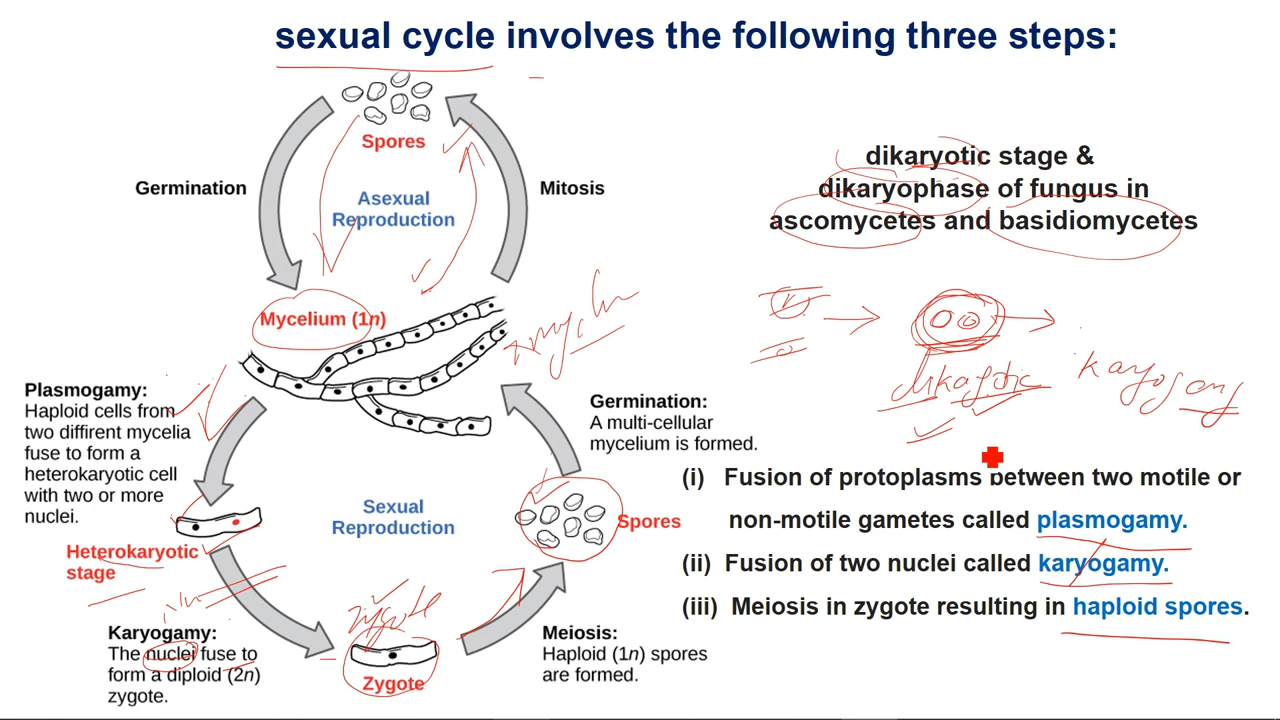 sexual cycle involves the following three steps:
Spores
Germination
Asexual
Reproduction
Mitosis
Mycelium (1n)
Plasmogamy:
Haploid cells from
two diffirent mycelia
fuse to form a
heterokaryotic cell
with two or more
nuclei.
Heterokaryotic
stage
Sexual
Reproduction
Germination:
A multi-cellular
mycelium is formed.
Spores
Karyogamy:
The nuclei fuse to
form a diploid (2n)
zygote.
zygote
Zygote
Meiosis:
Haploid (1n) spores
are formed.
dikaryotic stage &
dikaryophase of fungus in
ascomycetes and basidiomycetes
karyogamy
(i) Fusion of protoplasms between two motile or
non-motile gametes called plasmogamy.
(ii) Fusion of two nuclei called karyogamy.
(iii) Meiosis in zygote resulting in haploid spores.